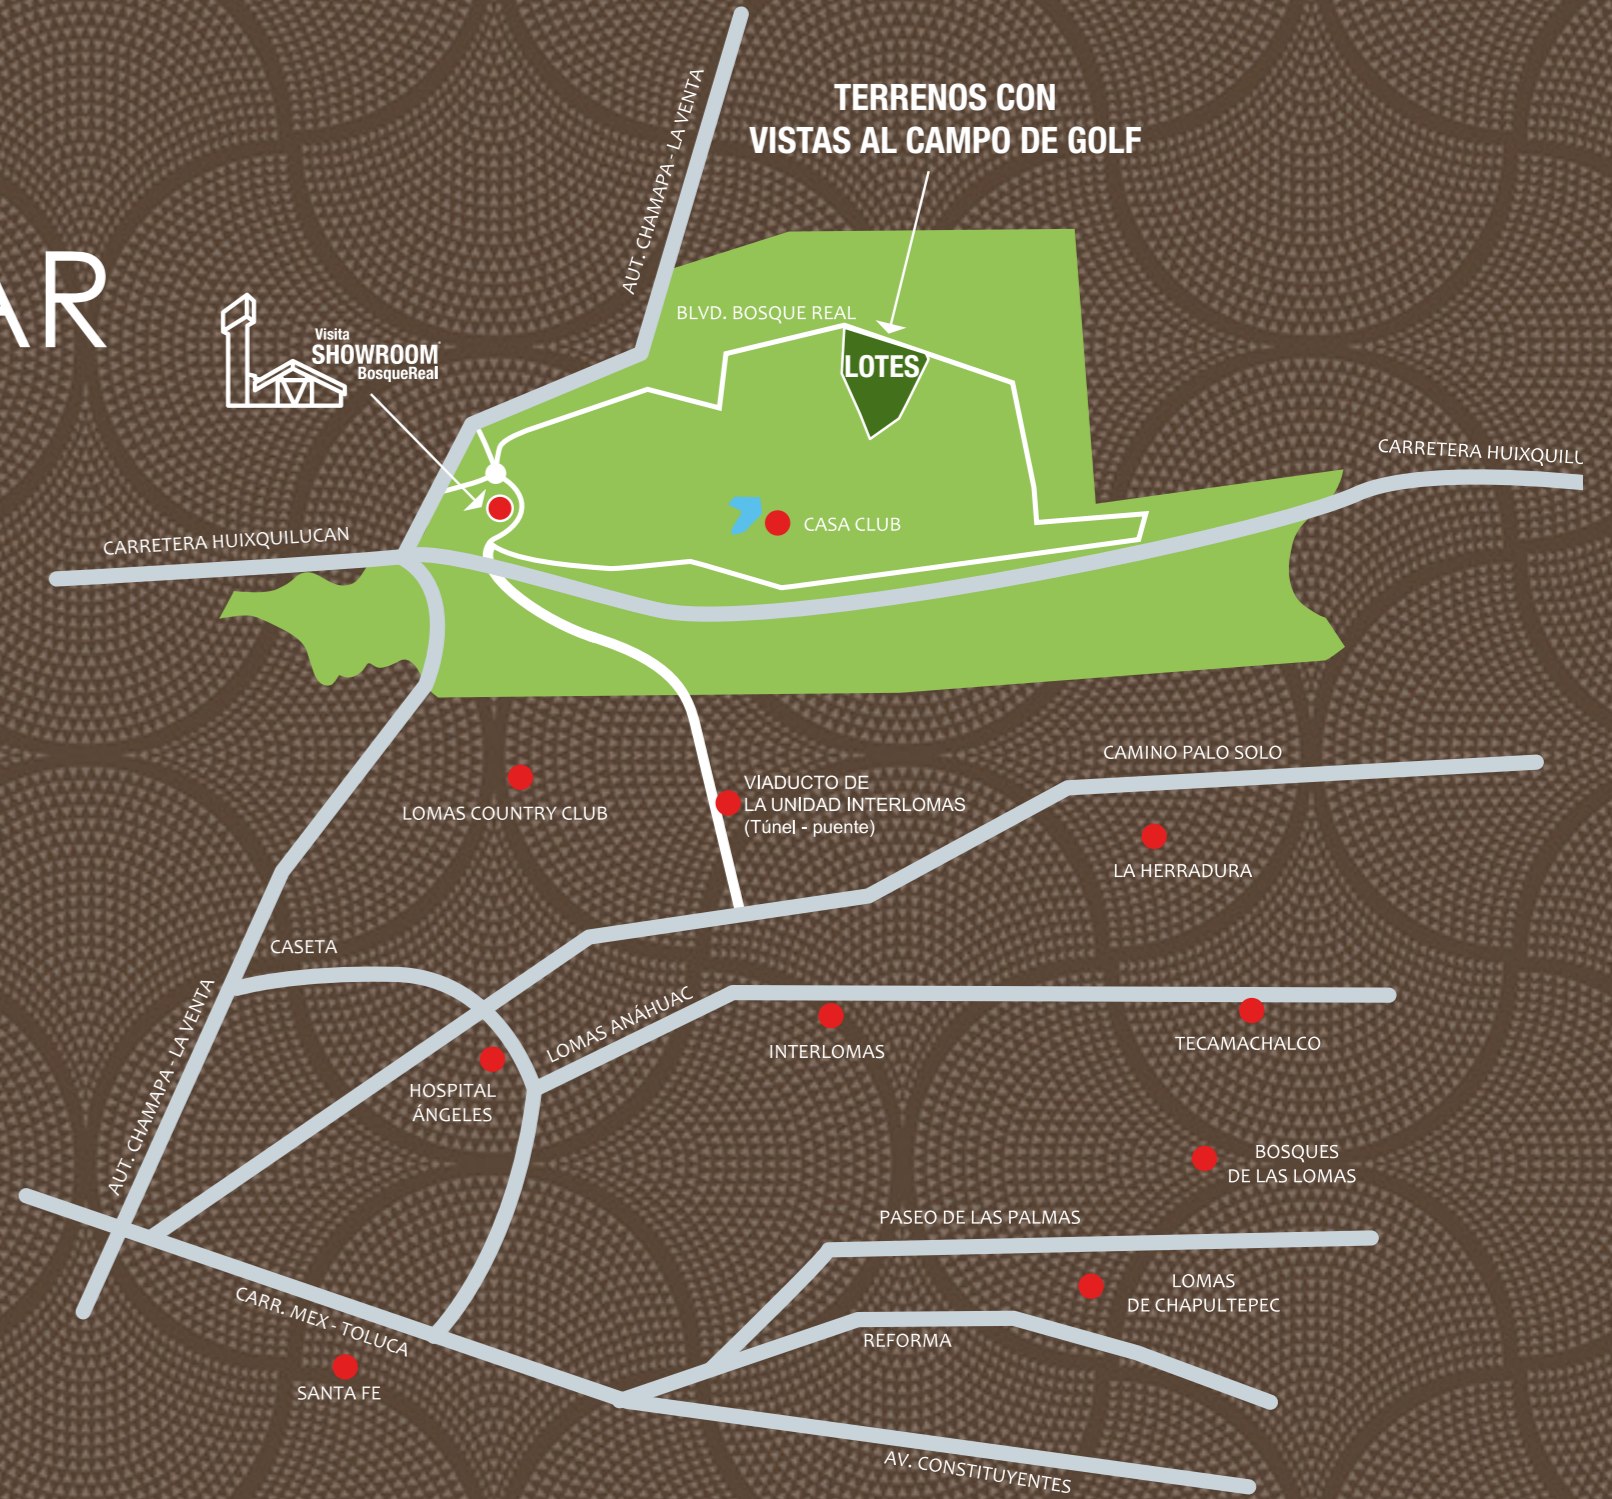 AUT. CHAMAPA - LA VENTA
TERRENOS CON
VISTAS AL CAMPO DE GOLF
AR
BLVD. BOSQUE REAL
Visita
SHOWROOM
BosqueReal
LOTES
CARRETERA HUIXQUILU
CARRETERA HUIXQUILUCAN
CASA CLUB
CAMINO PALO SOLO
LOMAS COUNTRY CLUB
VIADUCTO DE
LA UNIDAD INTERLOMAS
(Túnel - puente)
LA HERRADURA
CASETA
AUT. CHAMAPA - LA VENTA
LOMAS ANÁHUAC
INTERLOMAS
TECAMACHALCO
HOSPITAL
ÁNGELES
BOSQUES
DE LAS LOMAS
PASEO DE LAS PALMAS
LOMAS
DE CHAPULTEPEC
CARR. MEX - TOLUCA
REFORMA
SANTA FE
AV. CONSTITUYENTES